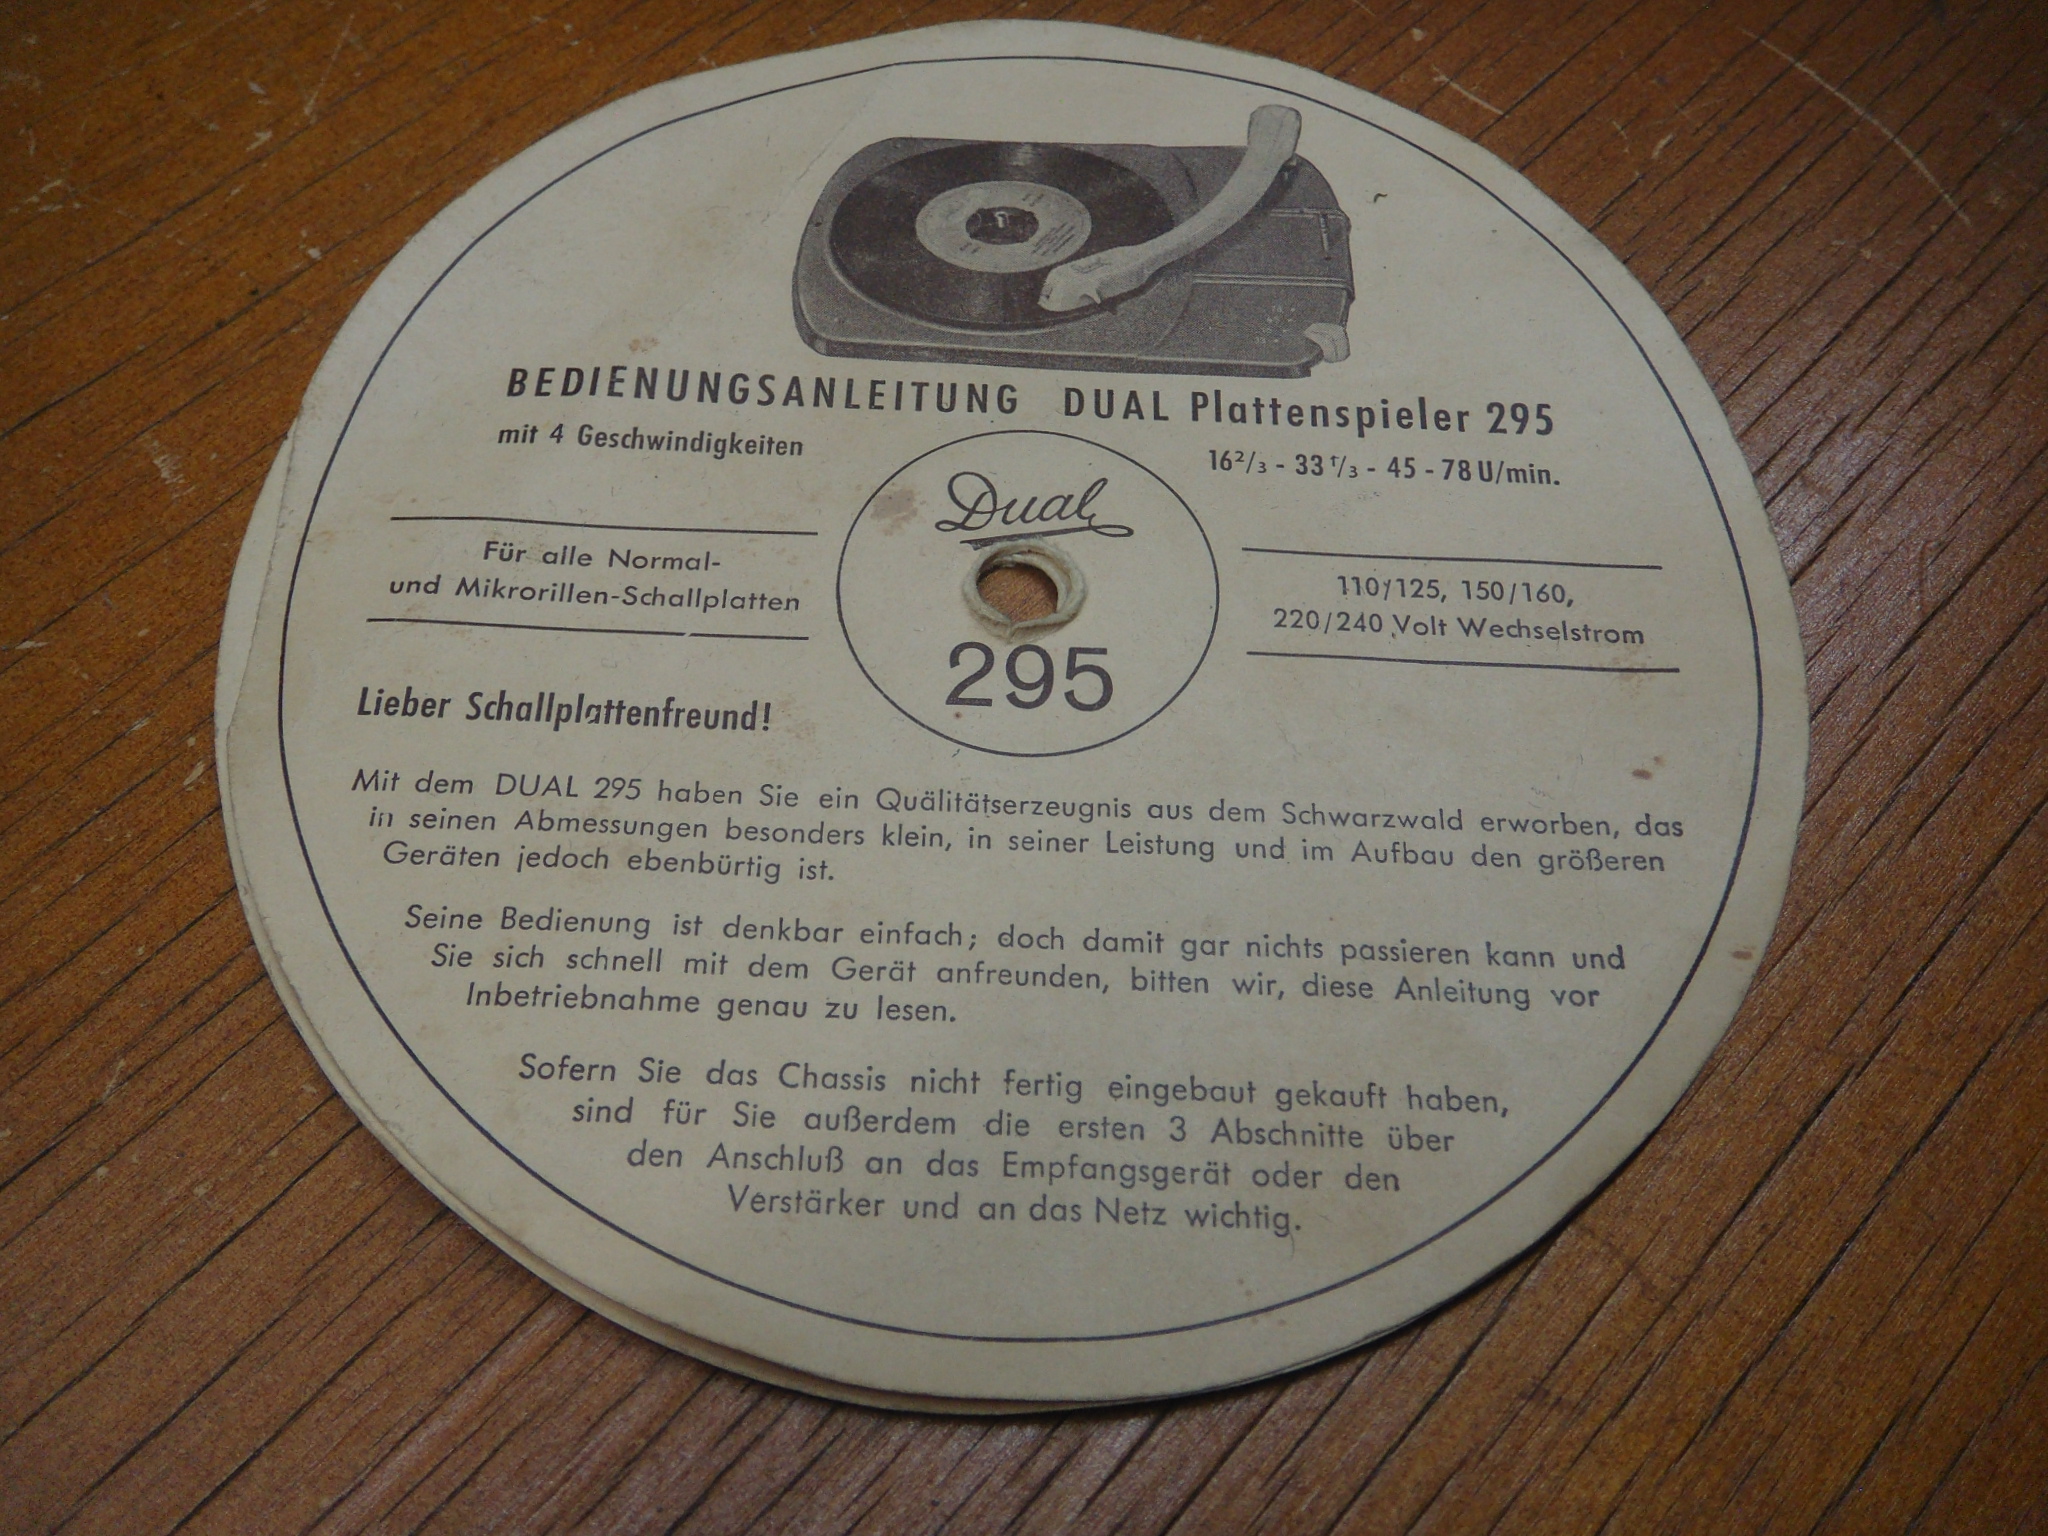 BEDIENUNGSANLEITUNG DUAL Plattenspieler 295
mit 4 Geschwindigkeiten
16²/₃ - 33¹/₃ - 45 - 78 U/min.
Dual
295
Für alle Normal-
und Mikrorillen-Schallplatten
110/125, 150/160,
220/240 Volt Wechselstrom
Lieber Schallplattenfreund!
Mit dem DUAL 295 haben Sie ein Qualitätserzeugnis aus dem Schwarzwald erworben, das
in seinen Abmessungen besonders klein, in seiner Leistung und im Aufbau den größeren
Geräten jedoch ebenbürtig ist.
Seine Bedienung ist denkbar einfach; doch damit gar nichts passieren kann und
Sie sich schnell mit dem Gerät anfreunden, bitten wir, diese Anleitung vor
Inbetriebnahme genau zu lesen.
Sofern Sie das Chassis nicht fertig eingebaut gekauft haben,
sind für Sie außerdem die ersten 3 Abschnitte über
den Anschluß an das Empfangsgerät oder den
Verstärker und an das Netz wichtig.